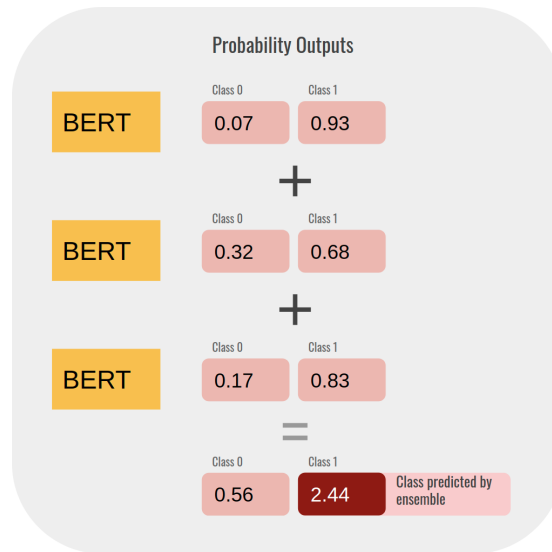 Probability Outputs
Class 0 Class 1
BERT 0.07 0.93
+
Class 0 Class 1
BERT 0.32 0.68
+
Class 0 Class 1
BERT 0.17 0.83
=
Class 0 Class 1
0.56 2.44 Class predicted by
ensemble